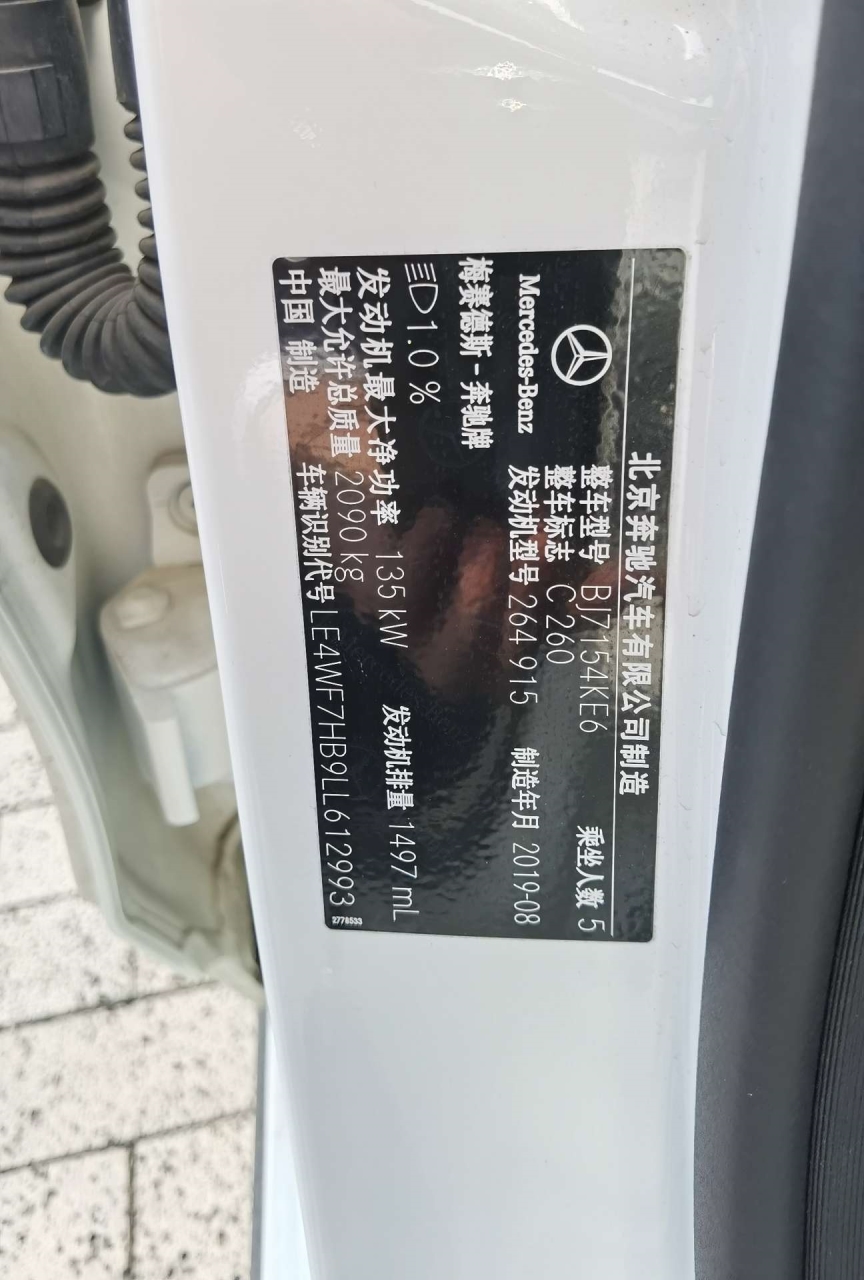 北京奔驰汽车有限公司制造
整车型号 BJ7154KE6 乘坐人数 5
整车标志 C 260
Mercedes-Benz 发动机型号 264 915 制造年月 2019-08
梅赛德斯-奔驰牌
1.0 %
发动机最大净功率 135 kW 发动机排量 1497 mL
最大允许总质量 2090 kg
中国 制造 车辆识别代号 LE4WF7HB9LL612993
2778533